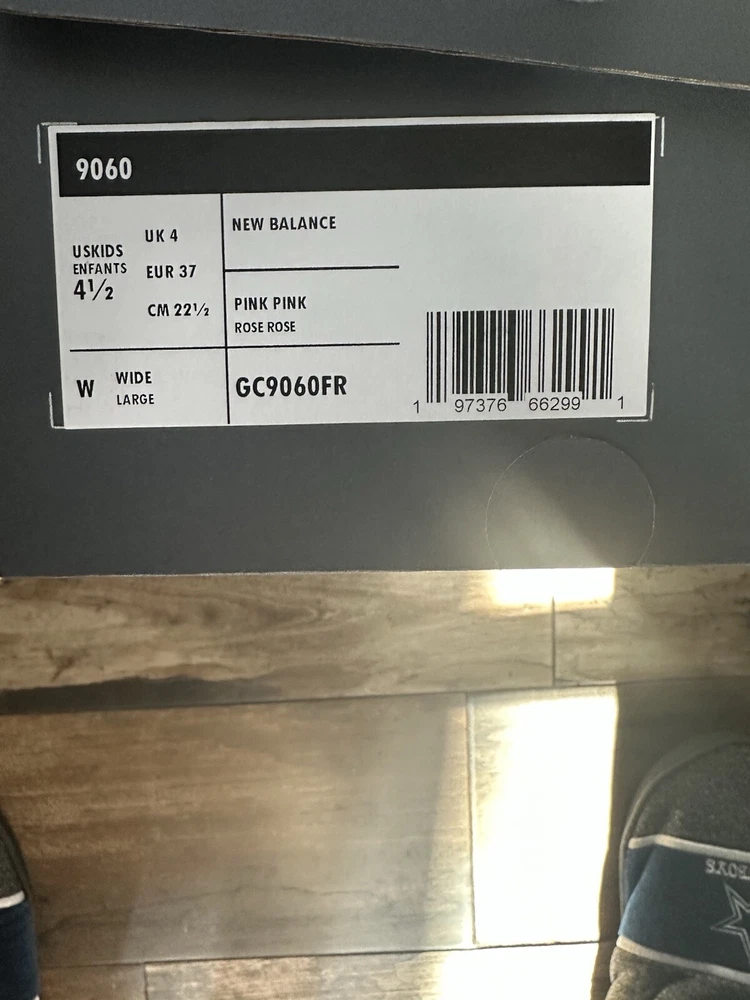 9060
USKIDS
ENFANTS
4½
UK 4
EUR 37
CM 22½
NEW BALANCE
PINK PINK
ROSE ROSE
W
WIDE
LARGE
GC9060FR
1 97376 66299 1